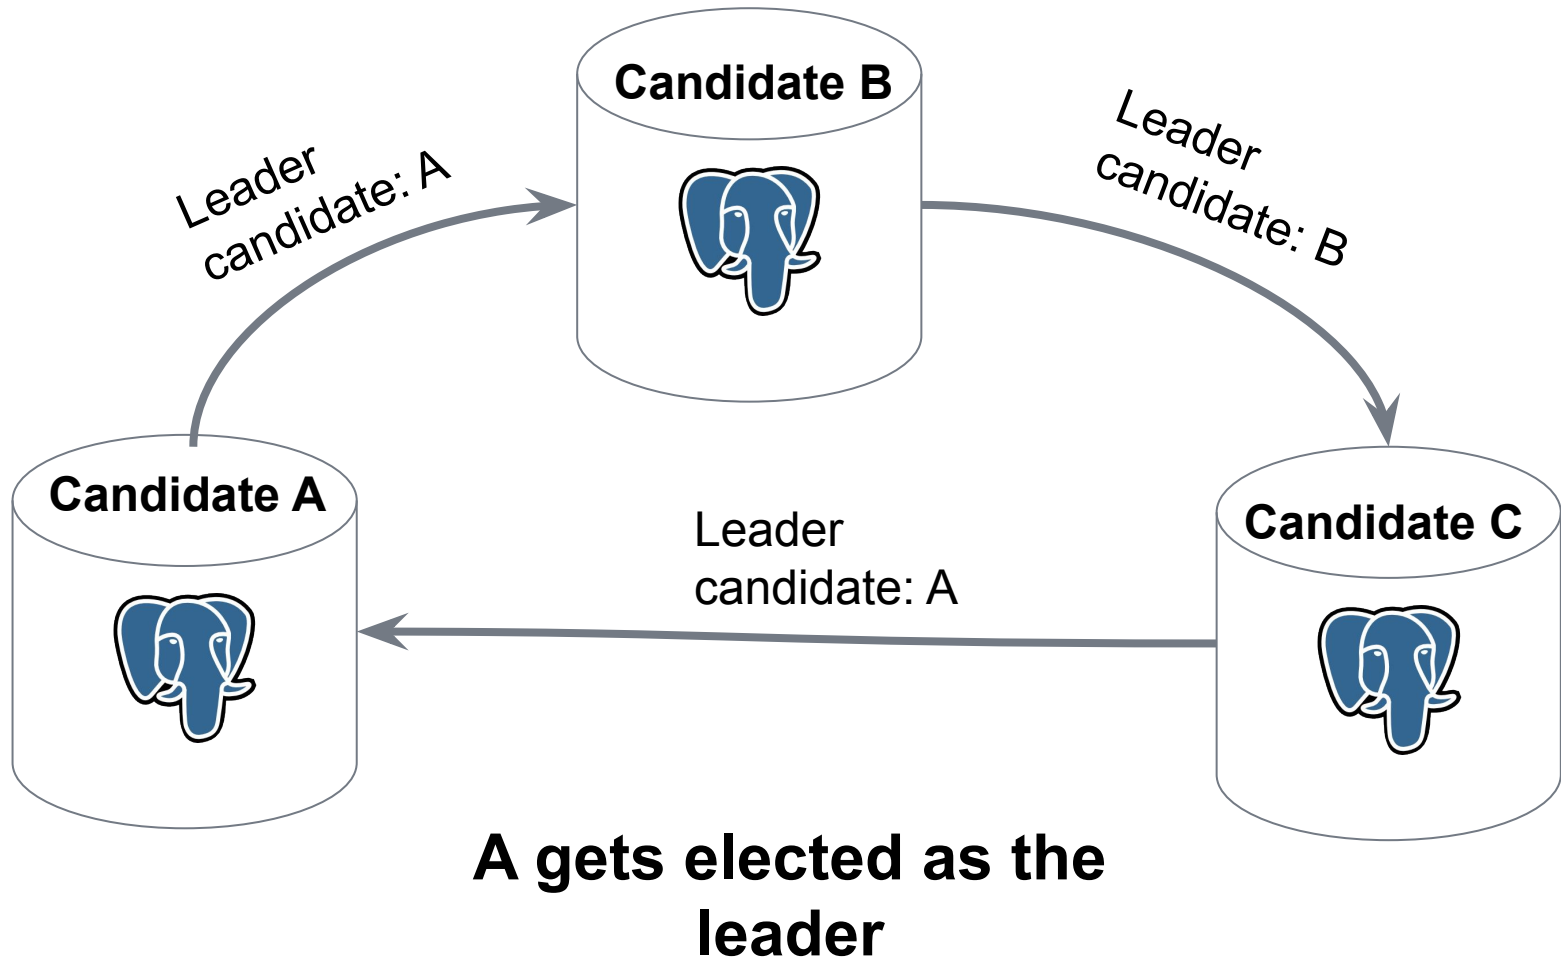 Candidate B
Leader
candidate: A
Leader
candidate: B
Candidate A
Leader
candidate: A
Candidate C
A gets elected as the
leader